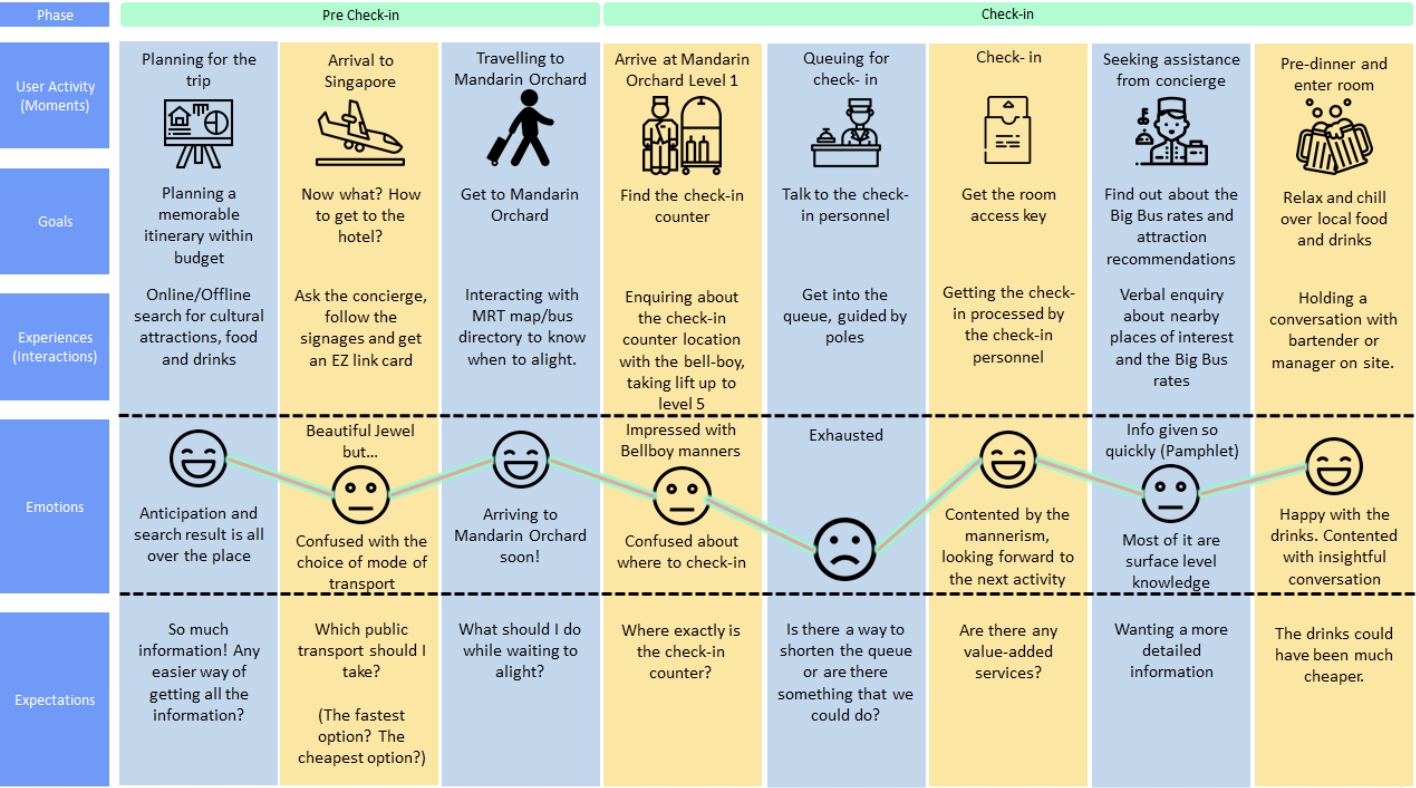 Phase
Pre Check-in
Check-in
User Activity
(Moments)
Planning for the
trip
Arrival to
Singapore
Travelling to
Mandarin Orchard
Arrive at Mandarin
Orchard Level 1
Queuing for
check- in
Check- in
Seeking assistance
from concierge
Pre-dinner and
enter room
Goals
Planning a
memorable
itinerary within
budget
Now what? How
to get to the
hotel?
Get to Mandarin
Orchard
Find the check-in
counter
Talk to the check-
in personnel
Get the room
access key
Find out about the
Big Bus rates and
attraction
recommendations
Relax and chill
over local food
and drinks
Experiences
(Interactions)
Online/Offline
search for cultural
attractions, food
and drinks
Ask the concierge,
follow the
signages and get
an EZ link card
Interacting with
MRT map/bus
directory to know
when to alight.
Enquiring about
the check-in
counter location
with the bell-boy,
taking lift up to
level 5
Get into the
queue, guided by
poles
Getting the check-
in processed by
the check-in
personnel
Verbal enquiry
about nearby
places of interest
and the Big Bus
rates
Holding a
conversation with
bartender or
manager on site.
Emotions
Anticipation and
search result is all
over the place
Beautiful Jewel
but...
Confused with the
choice of mode of
transport
Arriving to
Mandarin Orchard
soon!
Impressed with
Bellboy manners
Confused about
where to check-in
Exhausted
Contented by the
mannerism,
looking forward to
the next activity
Info given so
quickly (Pamphlet)
Most of it are
surface level
knowledge
Happy with the
drinks. Contented
with insightful
conversation
Expectations
So much
information! Any
easier way of
getting all the
information?
Which public
transport should I
take?
(The fastest
option? The
cheapest option?)
What should I do
while waiting to
alight?
Where exactly is
the check-in
counter?
Is there a way to
shorten the queue
or are there
something that we
could do?
Are there any
value-added
services?
Wanting a more
detailed
information
The drinks could
have been much
cheaper.